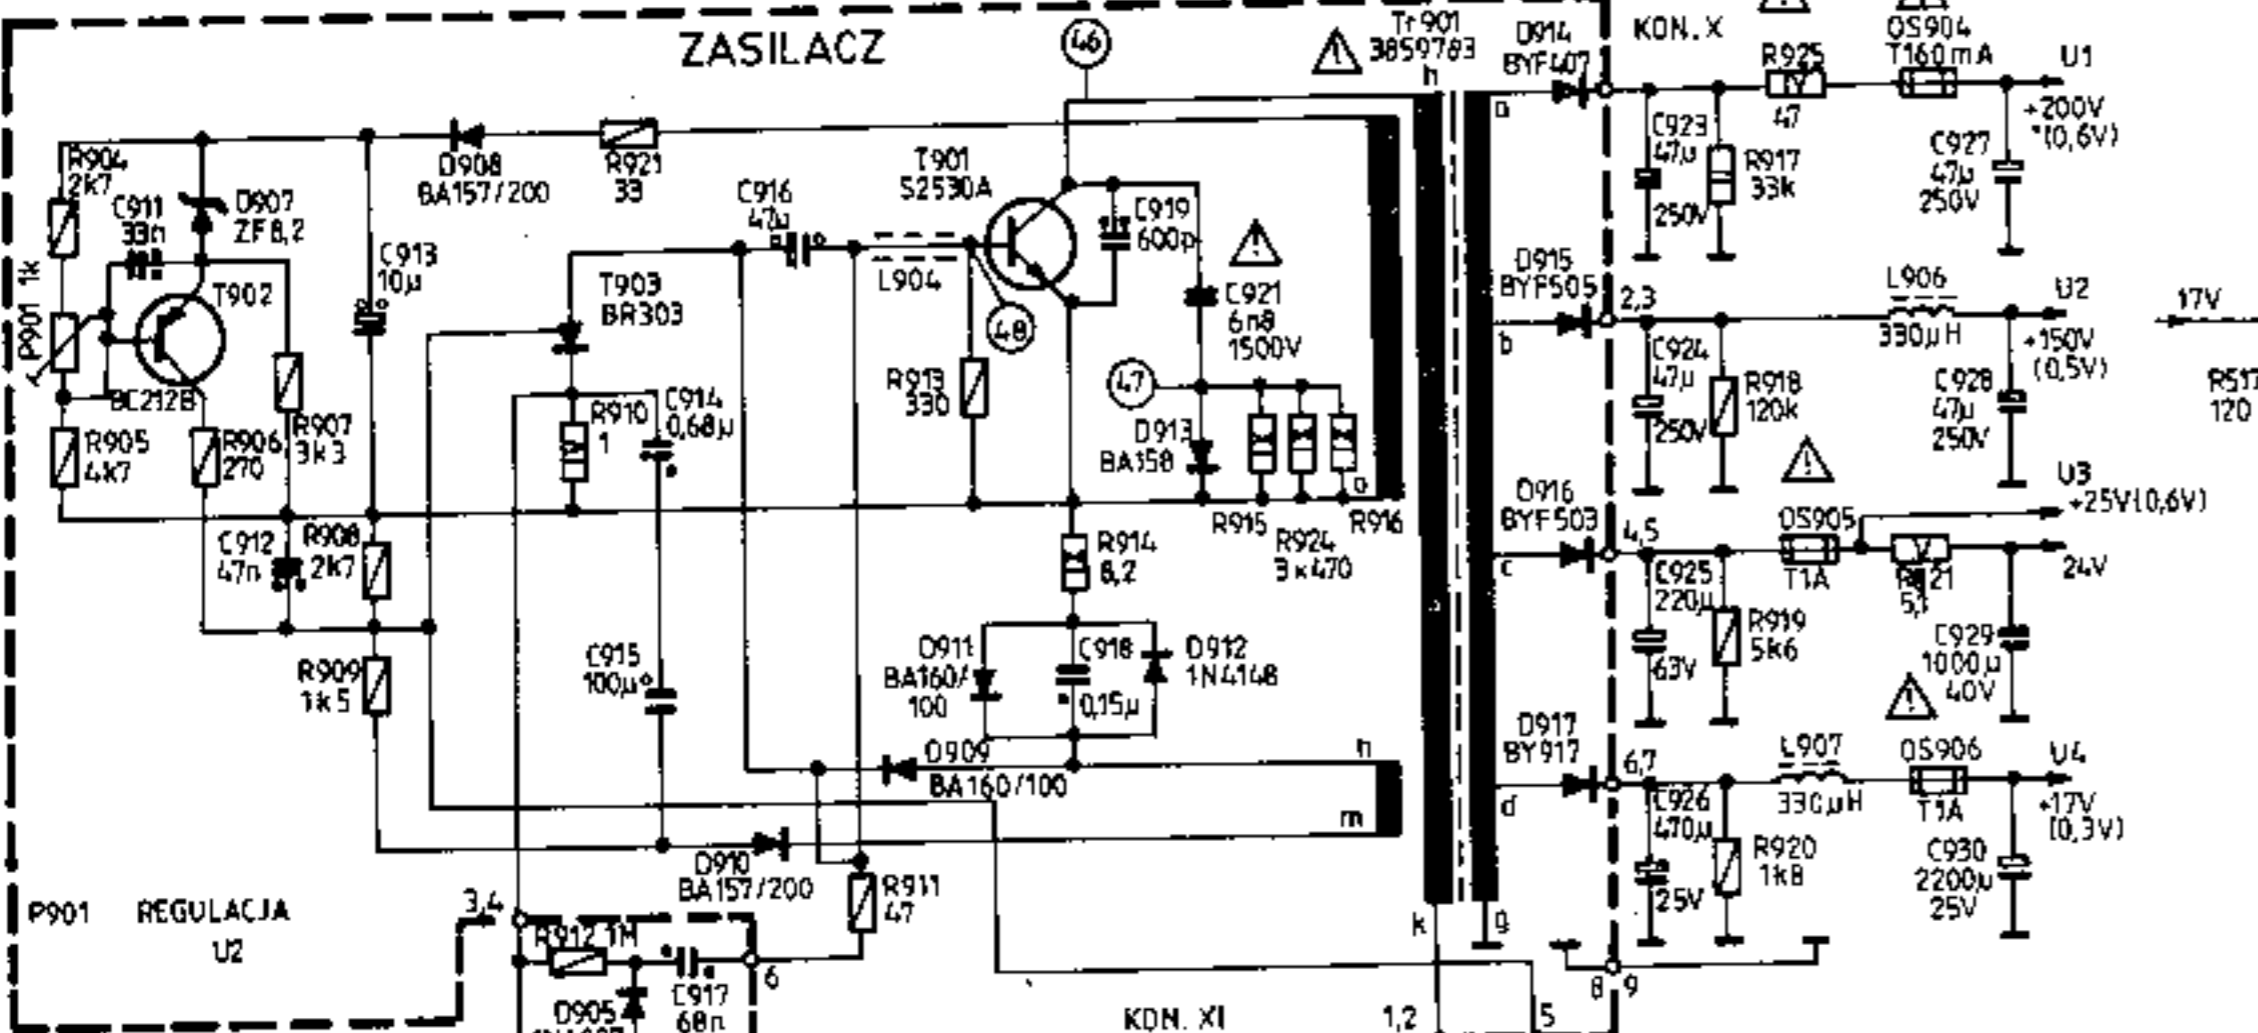 ZASILACZ
46
Tr901
3859783
h
D914
BYF407
KON. X
R925
47
OS904
T160mA
U1
+200V
*(0,6V)
R904
2k7
C911
33n
D907
ZF8,2
D908
BA157/200
R921
33
C916
47µ
T901
S2530A
C919
600p
a
C923
47µ
250V
R917
33k
C927
47µ
250V
P901 1k
T902
BC212B
C913
10µ
T903
BR303
L904
48
C921
6n8
1500V
D915
BYF505
2,3
b
L906
330µH
U2
+150V
(0,5V)
17V
R517
120
R905
4k7
R906
270
R907
3k3
R910
1
C914
0,68µ
R913
330
47
D913
BA158
R915
R924
3x470
R916
o
C924
47µ
250V
R918
120k
C928
47µ
250V
D916
BYF503
4,5
c
OS905
T1A
U3
+25V(0,6V)
24V
C912
47n
R908
2k7
R914
8,2
C925
220µ
63V
R919
5k6
C929
1000µ
40V
R909
1k5
C915
100µ
D911
BA160/
100
C918
0,15µ
D912
1N4148
D909
BA160/100
n
m
D917
BY917
6,7
d
L907
330µH
OS906
T1A
U4
+17V
(0,3V)
D910
BA157/200
R911
47
C926
470µ
25V
R920
1k8
C930
2200µ
25V
P901 REGULACJA
U2
3,4
R912 1M
C917
68n
6
D905
k
g
8
9
KON. XI
1,2
5